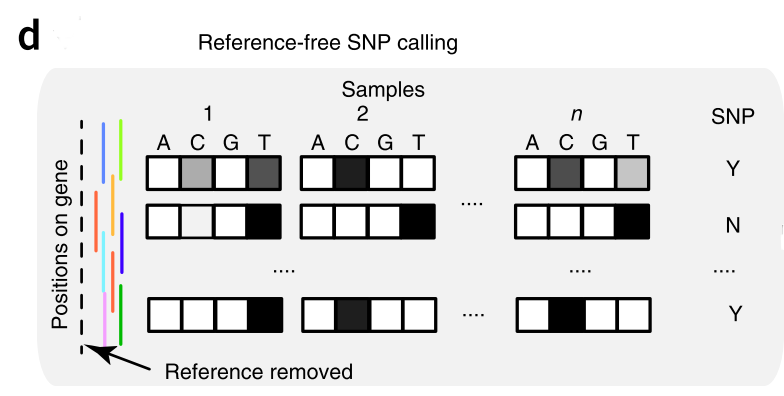 d
Reference-free SNP calling
Samples
1 2 n SNP
A C G T A C G T A C G T
Y
....
N
.... .... ....
.... Y
Positions on gene
Reference removed